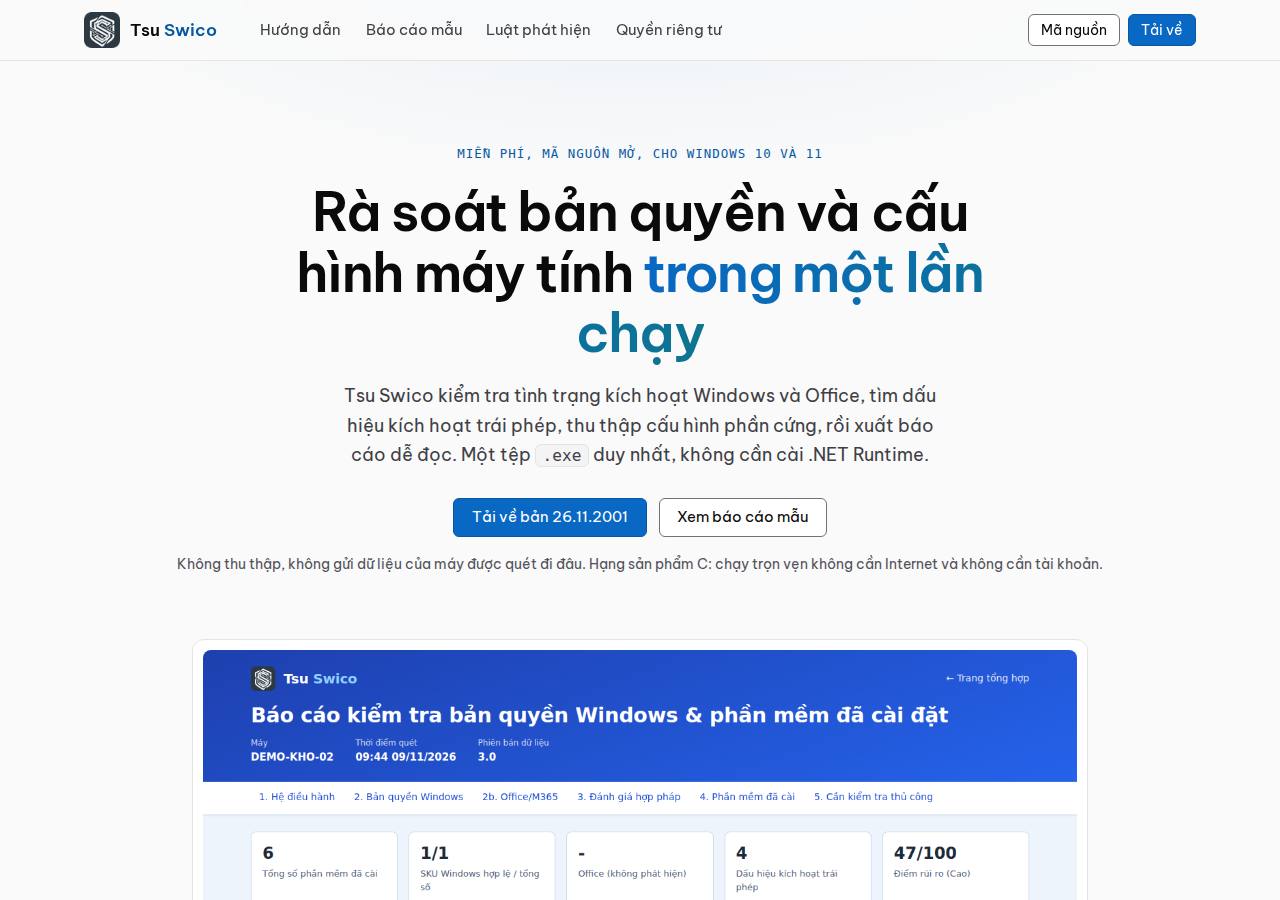 Tsu Swico
Hướng dẫn
Báo cáo mẫu
Luật phát hiện
Quyền riêng tư
Mã nguồn
Tải về
MIỄN PHÍ, MÃ NGUỒN MỞ, CHO WINDOWS 10 VÀ 11
Rà soát bản quyền và cấu
hình máy tính trong một lần
chạy
Tsu Swico kiểm tra tình trạng kích hoạt Windows và Office, tìm dấu
hiệu kích hoạt trái phép, thu thập cấu hình phần cứng, rồi xuất báo
cáo dễ đọc. Một tệp .exe duy nhất, không cần cài .NET Runtime.
Tải về bản 26.11.2001
Xem báo cáo mẫu
Không thu thập, không gửi dữ liệu của máy được quét đi đâu. Hạng sản phẩm C: chạy trọn vẹn không cần Internet và không cần tài khoản.
Tsu Swico
← Trang tổng hợp
Báo cáo kiểm tra bản quyền Windows & phần mềm đã cài đặt
Máy
DEMO-KHO-02
Thời điểm quét
09:44 09/11/2026
Phiên bản dữ liệu
3.0
1. Hệ điều hành
2. Bản quyền Windows
2b. Office/M365
3. Đánh giá hợp pháp
4. Phần mềm đã cài
5. Cần kiểm tra thủ công
6
Tổng số phần mềm đã cài
1/1
SKU Windows hợp lệ / tổng
số
-
Office (không phát hiện)
4
Dấu hiệu kích hoạt trái
phép
47/100
Điểm rủi ro (Cao)